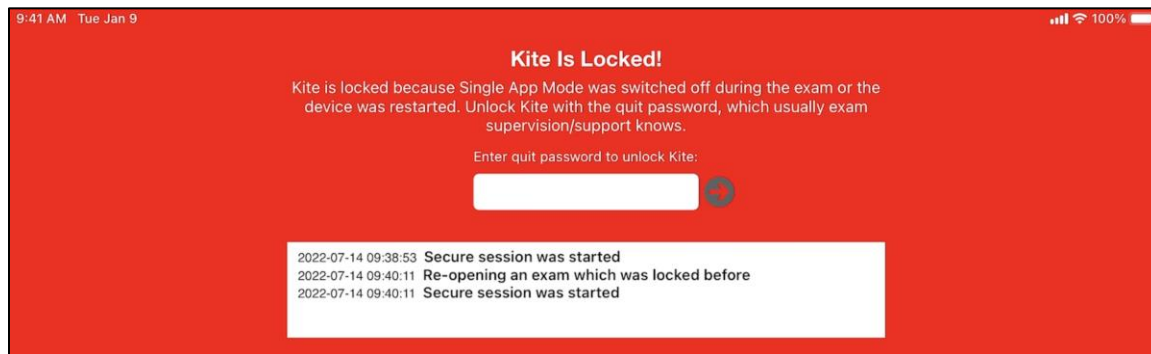 9:41 AM Tue Jan 9
100%
Kite Is Locked!
Kite is locked because Single App Mode was switched off during the exam or the
device was restarted. Unlock Kite with the quit password, which usually exam
supervision/support knows.
Enter quit password to unlock Kite:
2022-07-14 09:38:53 Secure session was started
2022-07-14 09:40:11 Re-opening an exam which was locked before
2022-07-14 09:40:11 Secure session was started